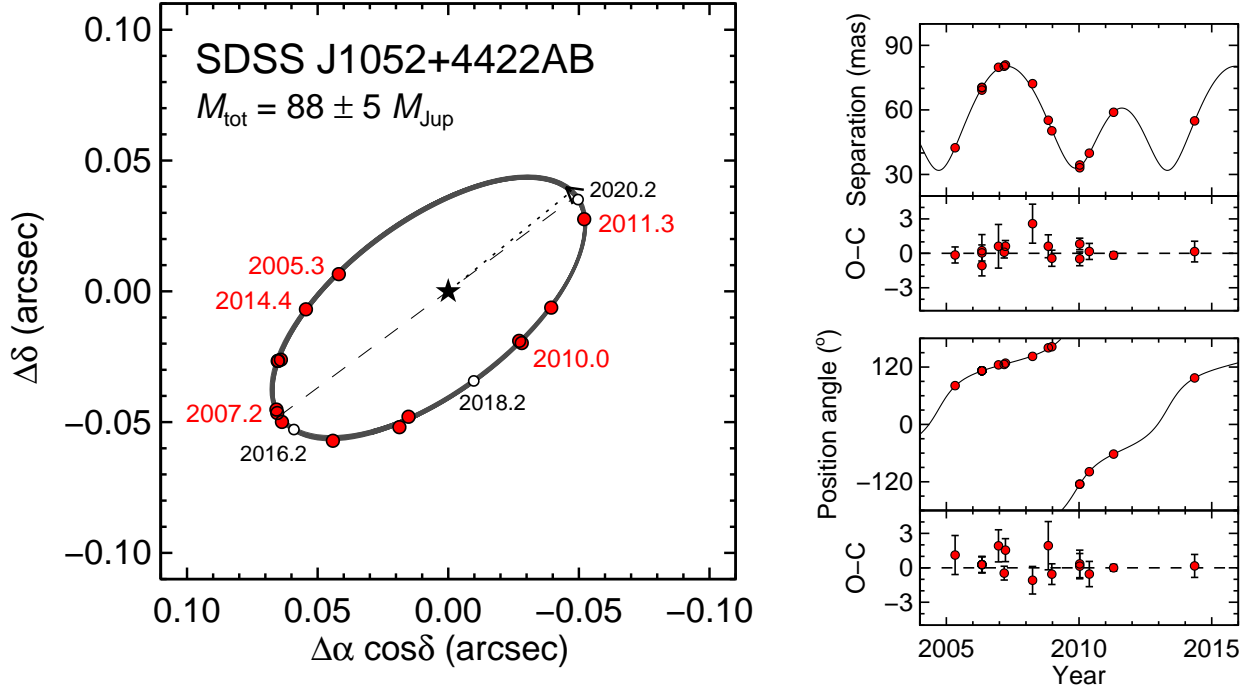 0.10
0.05
0.00
−0.05
−0.10
Δδ (arcsec)
SDSS J1052+4422AB
Mtot = 88 ± 5 MJup
2020.2
2011.3
2005.3
2014.4
2010.0
2018.2
2007.2
2016.2
0.10 0.05 0.00 −0.05 −0.10
Δα cosδ (arcsec)
90
60
30
Separation (mas)
3
0
−3
O−C
120
0
−120
Position angle (°)
3
0
−3
O−C
2005 2010 2015
Year